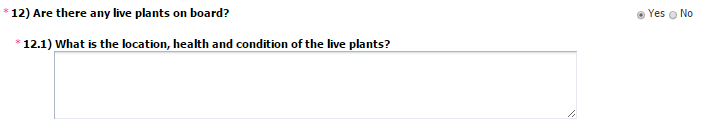 * 12) Are there any live plants on board? Yes No
* 12.1) What is the location, health and condition of the live plants?